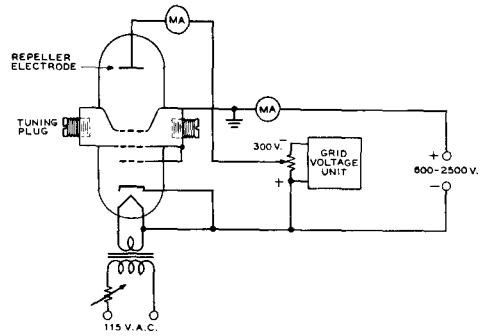 MA
REPELLER
ELECTRODE
TUNING
PLUG
MA
300 V.
−
+
GRID
VOLTAGE
UNIT
+
600-2500 V.
−
115 V. A.C.